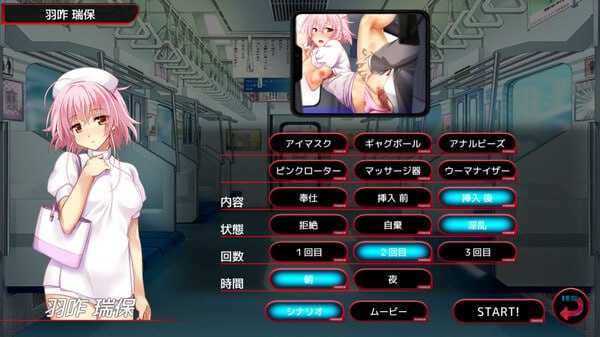 羽咋 瑞保
アイマスク ギャグボール アナルビーズ
ピンクローター マッサージ器 ウーマナイザー
内容 奉仕 挿入 前 挿入 後
状態 拒絶 自棄 混乱
回数 1回目 2回目 3回目
時間 朝 夜
シナリオ ムービー START!
羽咋 瑞保